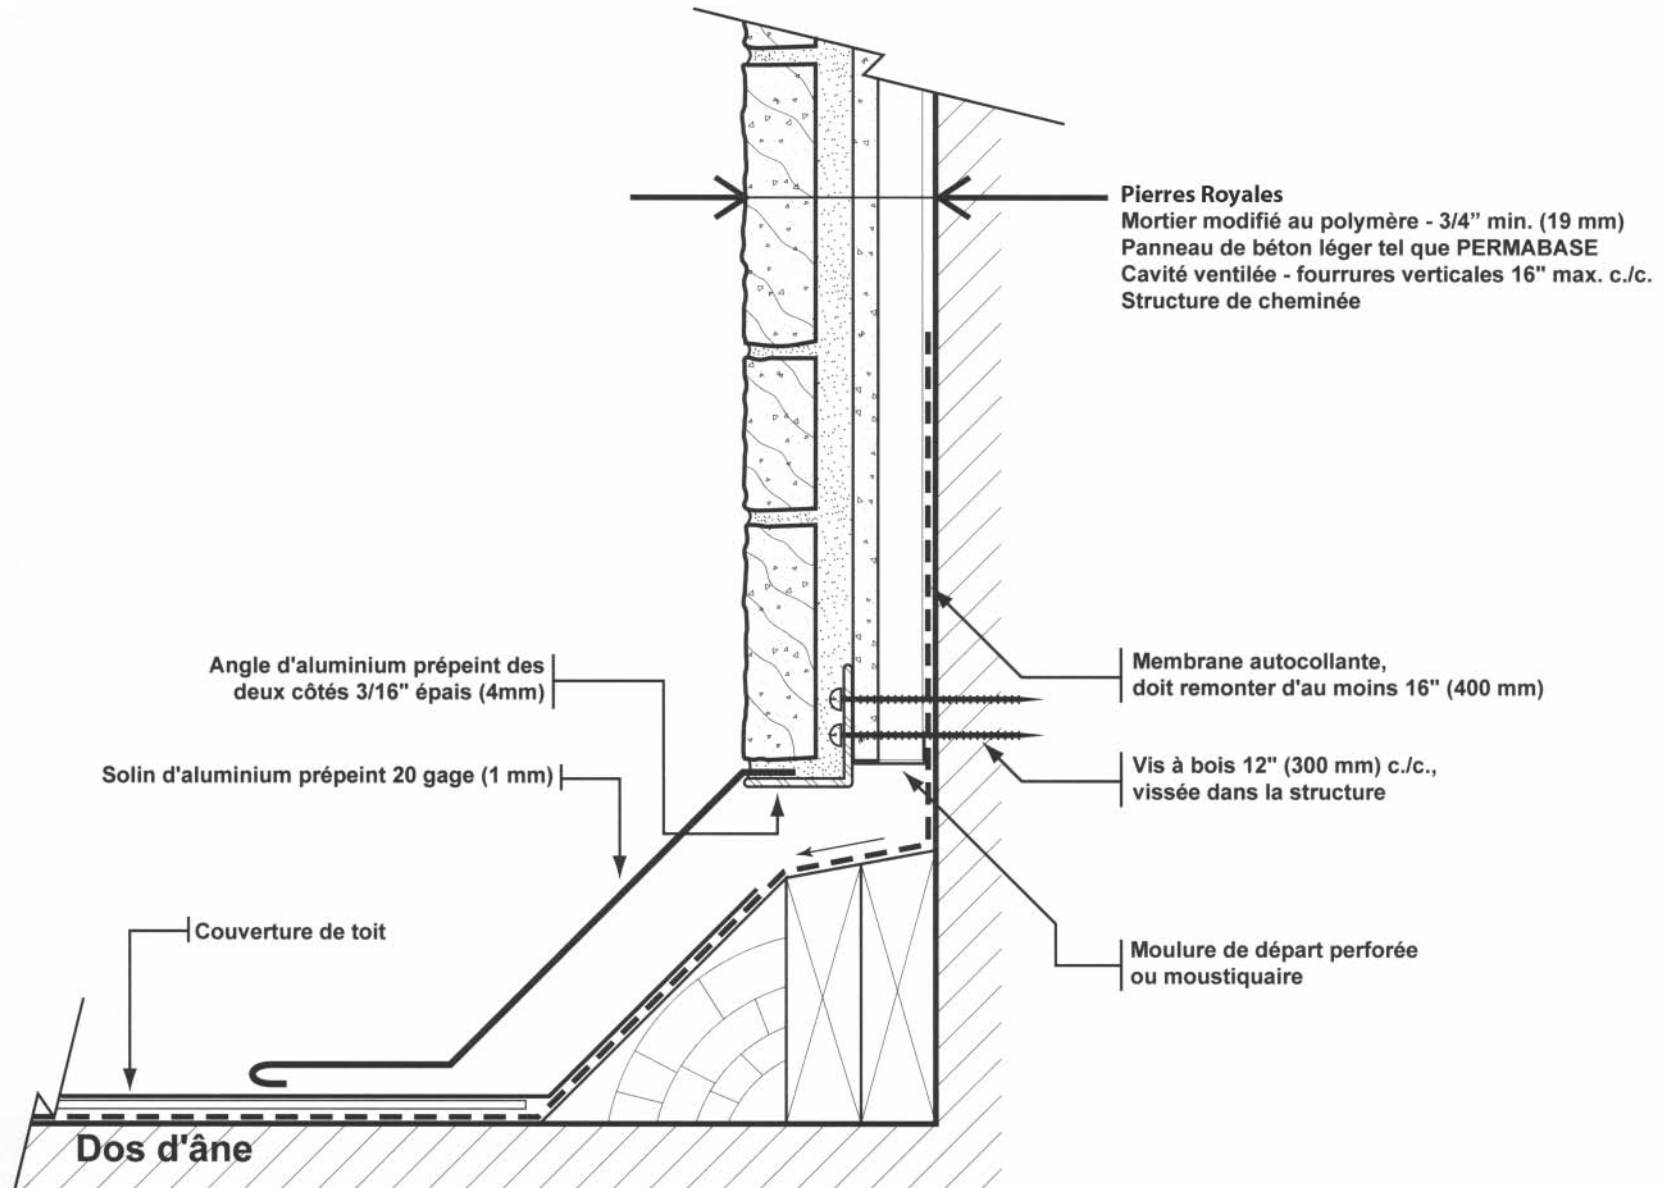 Pierres Royales
Mortier modifié au polymère - 3/4” min. (19 mm)
Panneau de béton léger tel que PERMABASE
Cavité ventilée - fourrures verticales 16" max. c./c.
Structure de cheminée
Angle d'aluminium prépeint des
deux côtés 3/16" épais (4mm)
Membrane autocollante,
doit remonter d'au moins 16" (400 mm)
Solin d'aluminium prépeint 20 gage (1 mm)
Vis à bois 12" (300 mm) c./c.,
vissée dans la structure
Couverture de toit
Moulure de départ perforée
ou moustiquaire
Dos d'âne